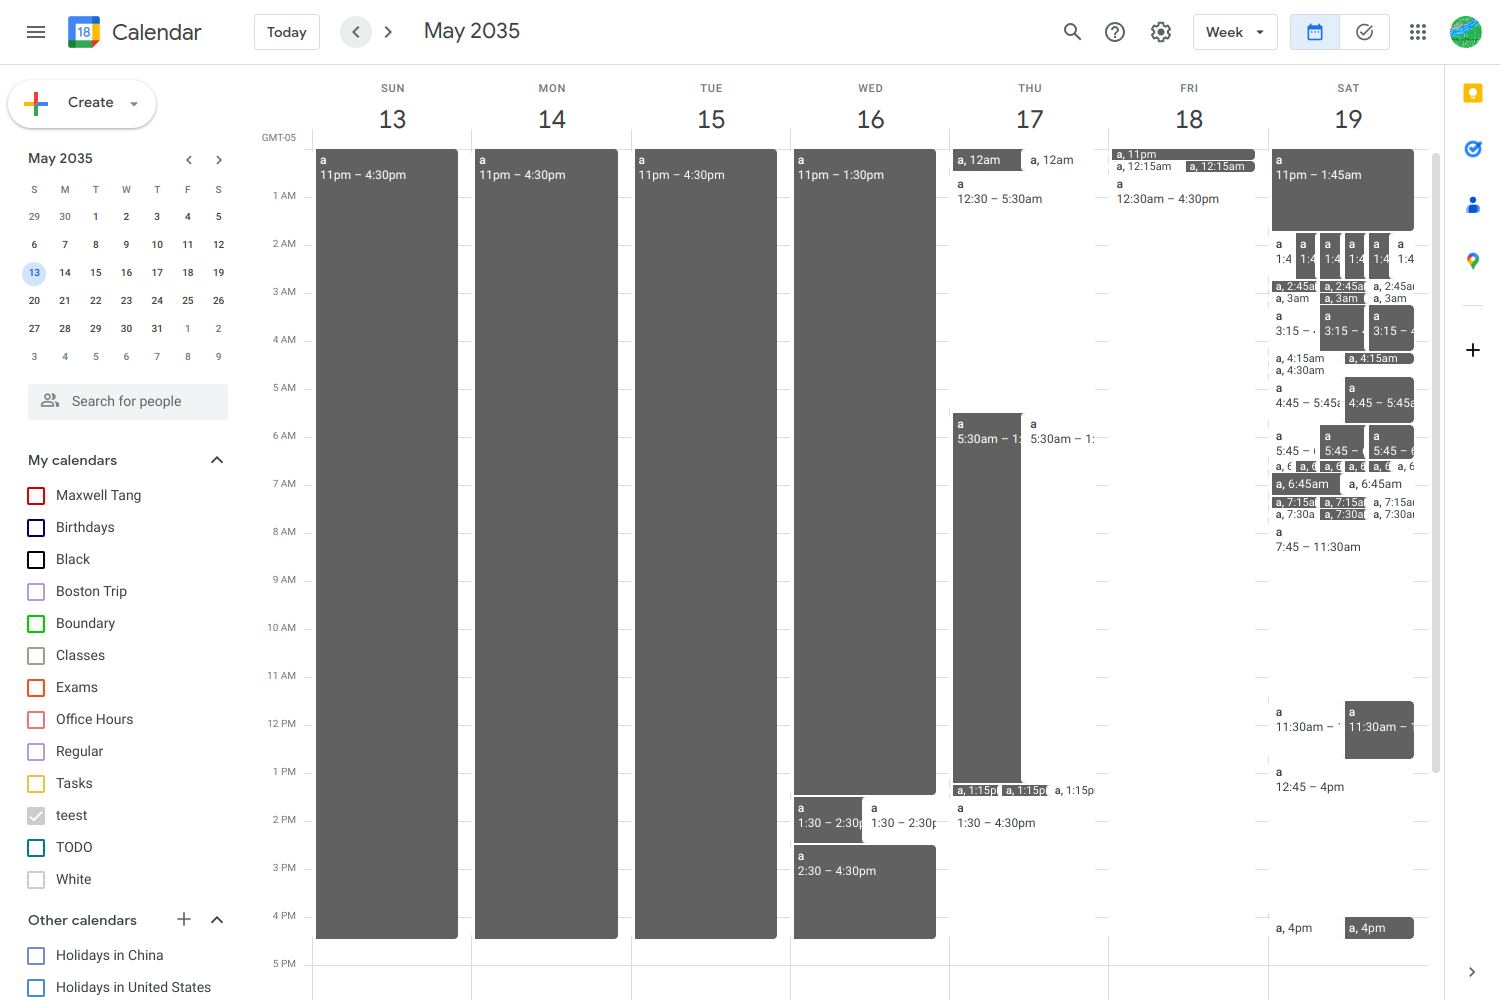 18 Calendar
Today
May 2035
Week
Create
May 2035
S M T W T F S
29 30 1 2 3 4 5
6 7 8 9 10 11 12
13 14 15 16 17 18 19
20 21 22 23 24 25 26
27 28 29 30 31 1 2
3 4 5 6 7 8 9
Search for people
My calendars
Maxwell Tang
Birthdays
Black
Boston Trip
Boundary
Classes
Exams
Office Hours
Regular
Tasks
teest
TODO
White
Other calendars
Holidays in China
Holidays in United States
SUN MON TUE WED THU FRI SAT
13 14 15 16 17 18 19
GMT-05
1 AM
2 AM
3 AM
4 AM
5 AM
6 AM
7 AM
8 AM
9 AM
10 AM
11 AM
12 PM
1 PM
2 PM
3 PM
4 PM
5 PM
a
11pm – 4:30pm
a
11pm – 4:30pm
a
11pm – 4:30pm
a
11pm – 1:30pm
a
1:30 – 2:30p
a
1:30 – 2:30p
a
2:30 – 4:30pm
a, 12am
a, 12am
a
12:30 – 5:30am
a
5:30am – 1:
a
5:30am – 1:
a, 1:15p
a, 1:15p
a, 1:15p
a
1:30 – 4:30pm
a, 11pm
a, 12:15am
a, 12:15am
a
12:30am – 4:30pm
a
11pm – 1:45am
a
1:4
a
1:4
a
1:4
a
1:4
a
1:4
a
1:4
a, 2:45a
a, 2:45a
a, 2:45a
a, 3am
a, 3am
a, 3am
a
3:15 –
a
3:15 –
a
3:15 –
a, 4:15am
a, 4:15am
a, 4:30am
a
4:45 – 5:45a
a
4:45 – 5:45a
a
5:45 –
a
5:45 –
a
5:45 –
a, 6
a, 6
a, 6
a, 6
a, 6
a, 6
a, 6:45am
a, 6:45am
a, 7:15a
a, 7:15a
a, 7:15a
a, 7:30a
a, 7:30a
a, 7:30a
a
7:45 – 11:30am
a
11:30am –
a
11:30am –
a
12:45 – 4pm
a, 4pm
a, 4pm